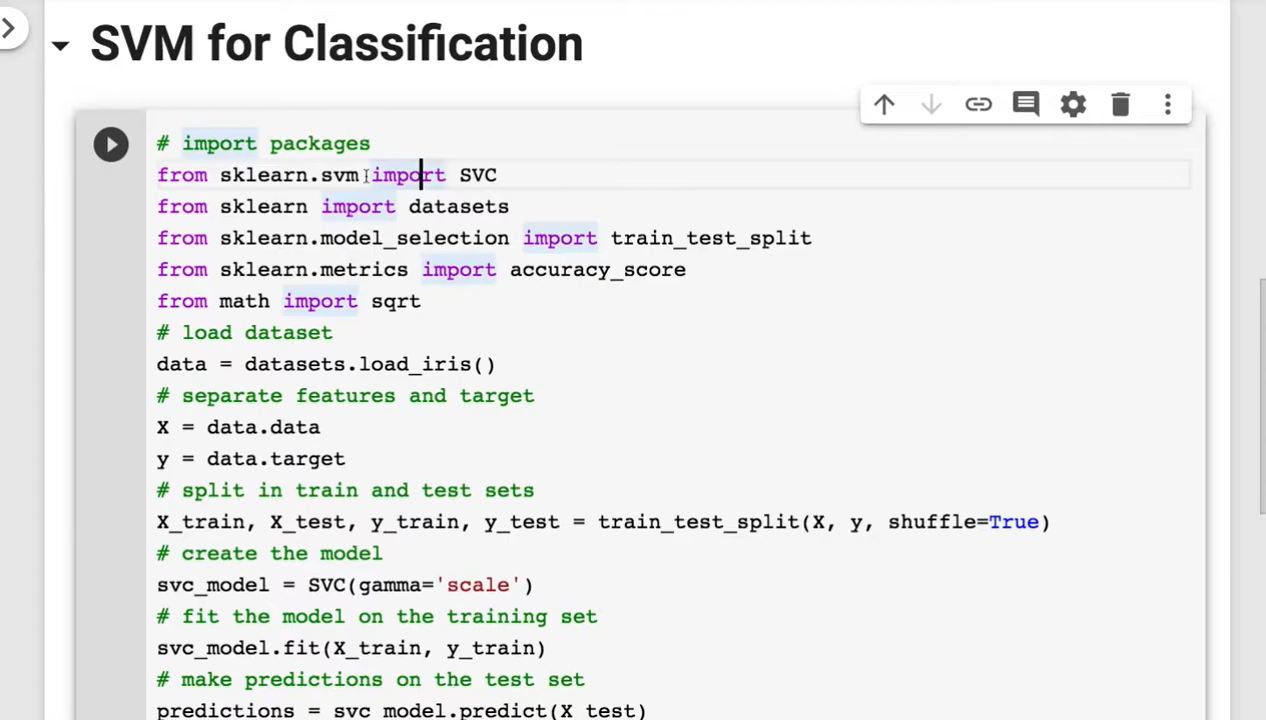 SVM for Classification
# import packages
from sklearn.svm import SVC
from sklearn import datasets
from sklearn.model_selection import train_test_split
from sklearn.metrics import accuracy_score
from math import sqrt
# load dataset
data = datasets.load_iris()
# separate features and target
X = data.data
y = data.target
# split in train and test sets
X_train, X_test, y_train, y_test = train_test_split(X, y, shuffle=True)
# create the model
svc_model = SVC(gamma='scale')
# fit the model on the training set
svc_model.fit(X_train, y_train)
# make predictions on the test set
predictions = svc_model.predict(X_test)